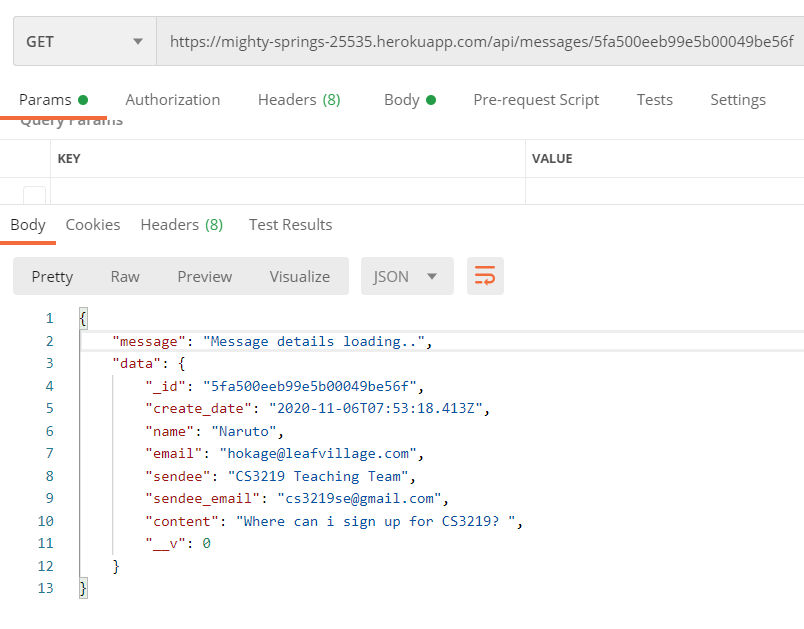 GET https://mighty-springs-25535.herokuapp.com/api/messages/5fa500eeb99e5b00049be56f
Params Authorization Headers (8) Body Pre-request Script Tests Settings
Query Params
KEY VALUE
Body Cookies Headers (8) Test Results
Pretty Raw Preview Visualize JSON
1 {
2 "message": "Message details loading..",
3 "data": {
4 "_id": "5fa500eeb99e5b00049be56f",
5 "create_date": "2020-11-06T07:53:18.413Z",
6 "name": "Naruto",
7 "email": "hokage@leafvillage.com",
8 "sendee": "CS3219 Teaching Team",
9 "sendee_email": "cs3219se@gmail.com",
10 "content": "Where can i sign up for CS3219? ",
11 "__v": 0
12 }
13 }